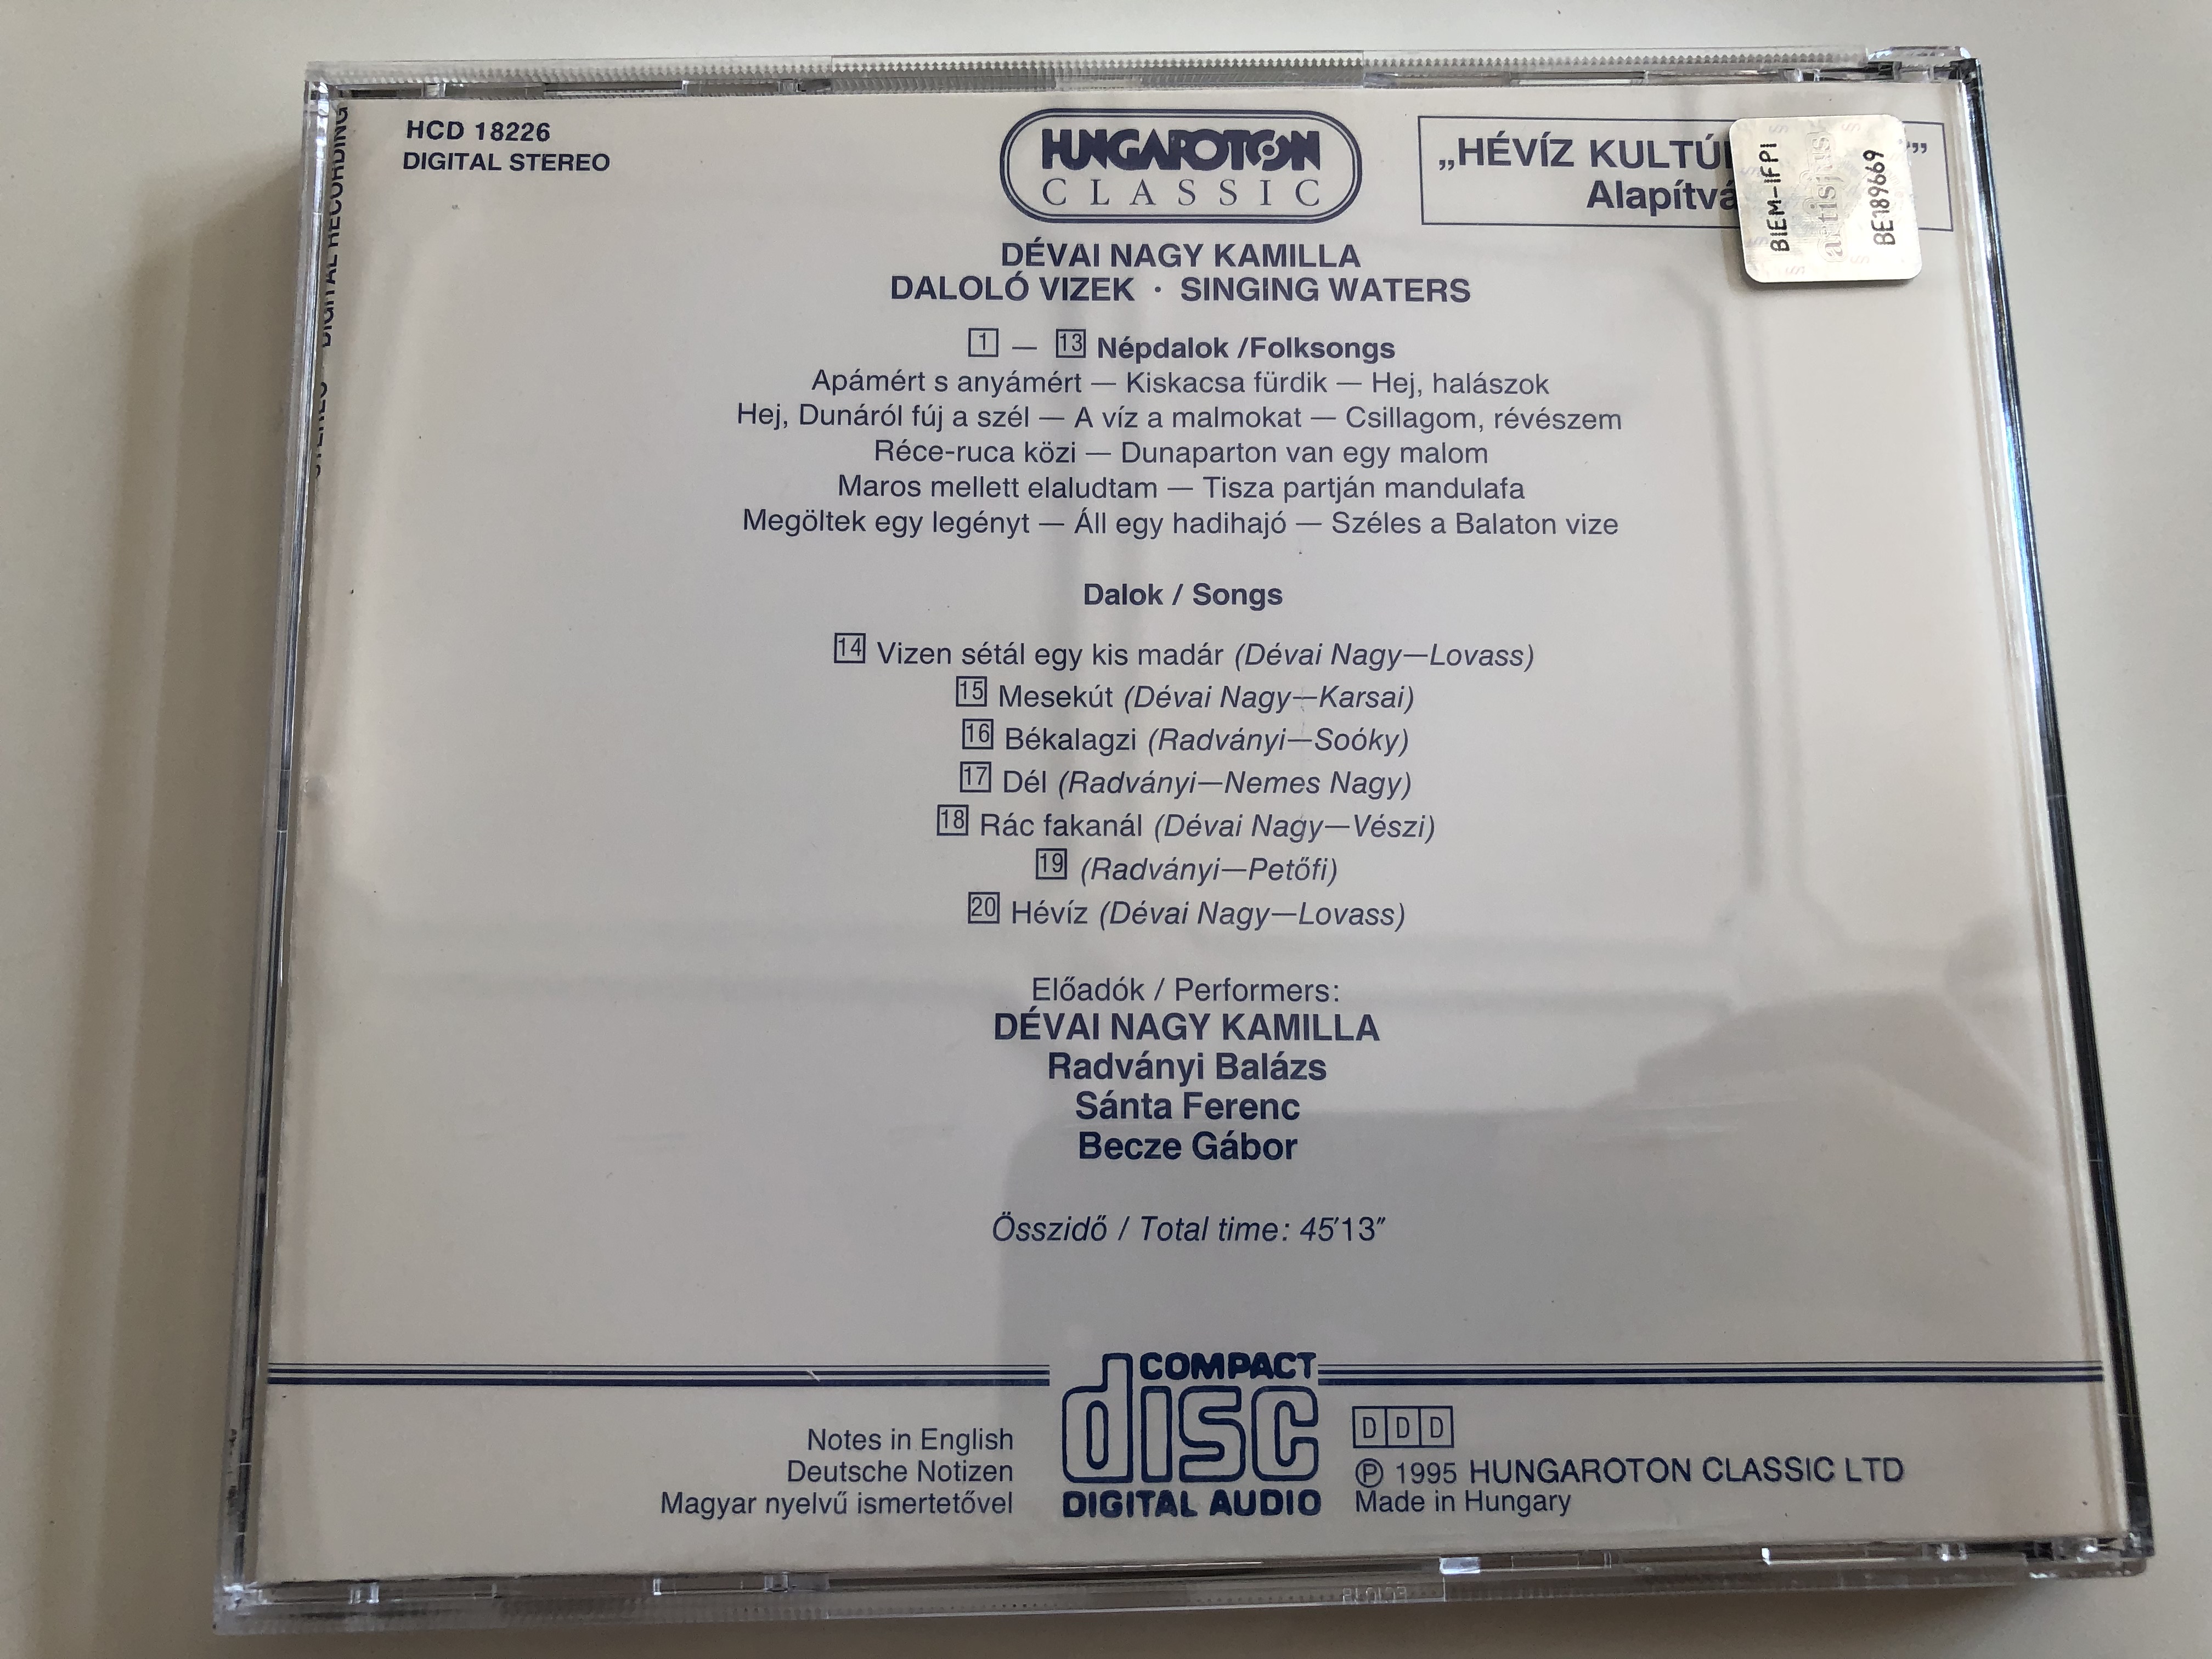 HCD 18226
DIGITAL STEREO
HUNGAROTON
CLASSIC
„HÉVÍZ
Alapítvá
BIEM-IFPI
artisjus
BE189669
DIGITAL RECORDING
DÉVAI NAGY KAMILLA
DALOLÓ VIZEK · SINGING WATERS
1 — 13 Népdalok /Folksongs
Apámért s anyámért — Kiskacsa fürdik — Hej, halászok
Hej, Dunáról fúj a szél — A víz a malmokat — Csillagom, révészem
Réce-ruca közi — Dunaparton van egy malom
Maros mellett elaludtam — Tisza partján mandulafa
Megöltek egy legényt — Áll egy hadihajó — Széles a Balaton vize
Dalok / Songs
14 Vizen sétál egy kis madár (Dévai Nagy—Lovass)
15 Mesekút (Dévai Nagy—Karsai)
16 Békalagzi (Radványi—Soóky)
17 Dél (Radványi—Nemes Nagy)
18 Rác fakanál (Dévai Nagy—Vészi)
19 (Radványi—Petőfi)
20 Hévíz (Dévai Nagy—Lovass)
Előadók / Performers:
DÉVAI NAGY KAMILLA
Radványi Balázs
Sánta Ferenc
Becze Gábor
Összidő / Total time: 45'13"
Notes in English
Deutsche Notizen
Magyar nyelvű ismertetővel
COMPACT
disc
DIGITAL AUDIO
DDD
℗ 1995 HUNGAROTON CLASSIC LTD
Made in Hungary